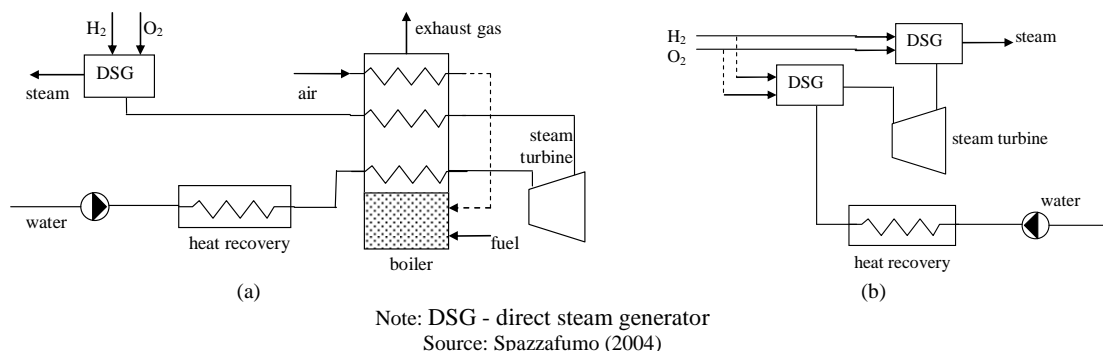 H2 O2
exhaust gas
DSG
steam
air
steam
turbine
water
heat recovery
fuel
boiler
(a)
H2
O2
DSG
steam
DSG
steam turbine
water
heat recovery
(b)
Note: DSG - direct steam generator
Source: Spazzafumo (2004)